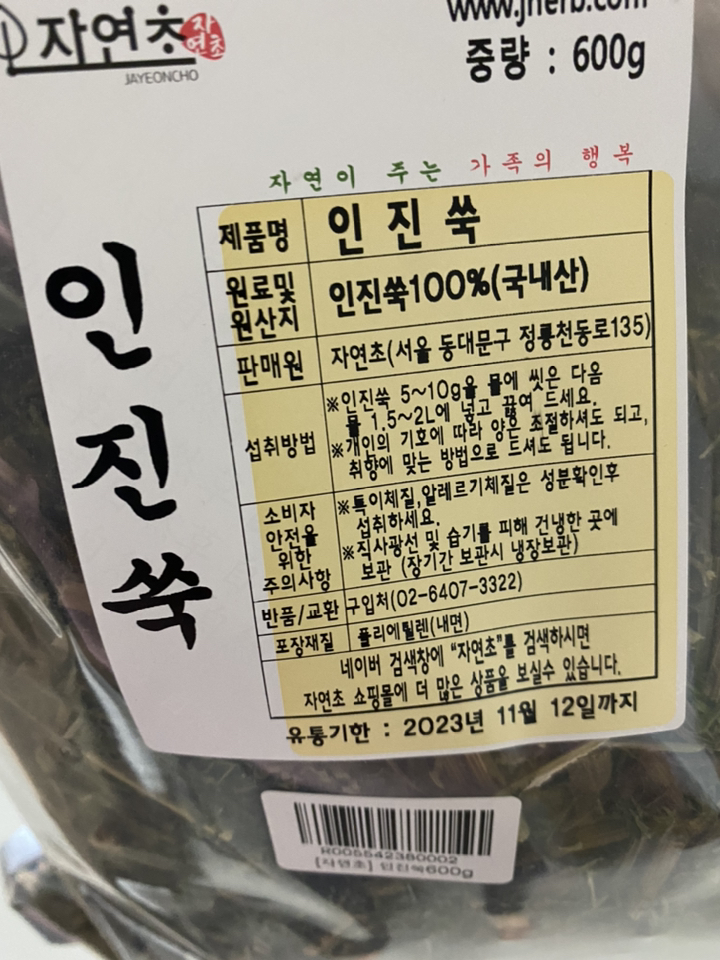 자연초
자연초
JAYEONCHO
www.jherb.com
중량 : 600g
자연이 주는 가족의 행복
인진쑥
제품명 인진쑥
원료및
원산지 인진쑥100%(국내산)
판매원 자연초(서울 동대문구 정릉천동로135)
섭취방법
※인진쑥 5~10g을 물에 씻은 다음
물 1.5~2L에 넣고 끓여 드세요.
※개인의 기호에 따라 양은 조절하셔도 되고,
취향에 맞는 방법으로 드셔도 됩니다.
소비자
안전을
위한
주의사항
※특이체질,알레르기체질은 성분확인후
섭취하세요.
※직사광선 및 습기를 피해 건냉한 곳에
보관 (장기간 보관시 냉장보관)
반품/교환 구입처(02-6407-3322)
포장재질 폴리에틸렌(내면)
네이버 검색창에 "자연초"를 검색하시면
자연초 쇼핑몰에 더 많은 상품을 보실수 있습니다.
유통기한 : 2023년 11월 12일까지
R005542380002
[자연초] 인진쑥600g